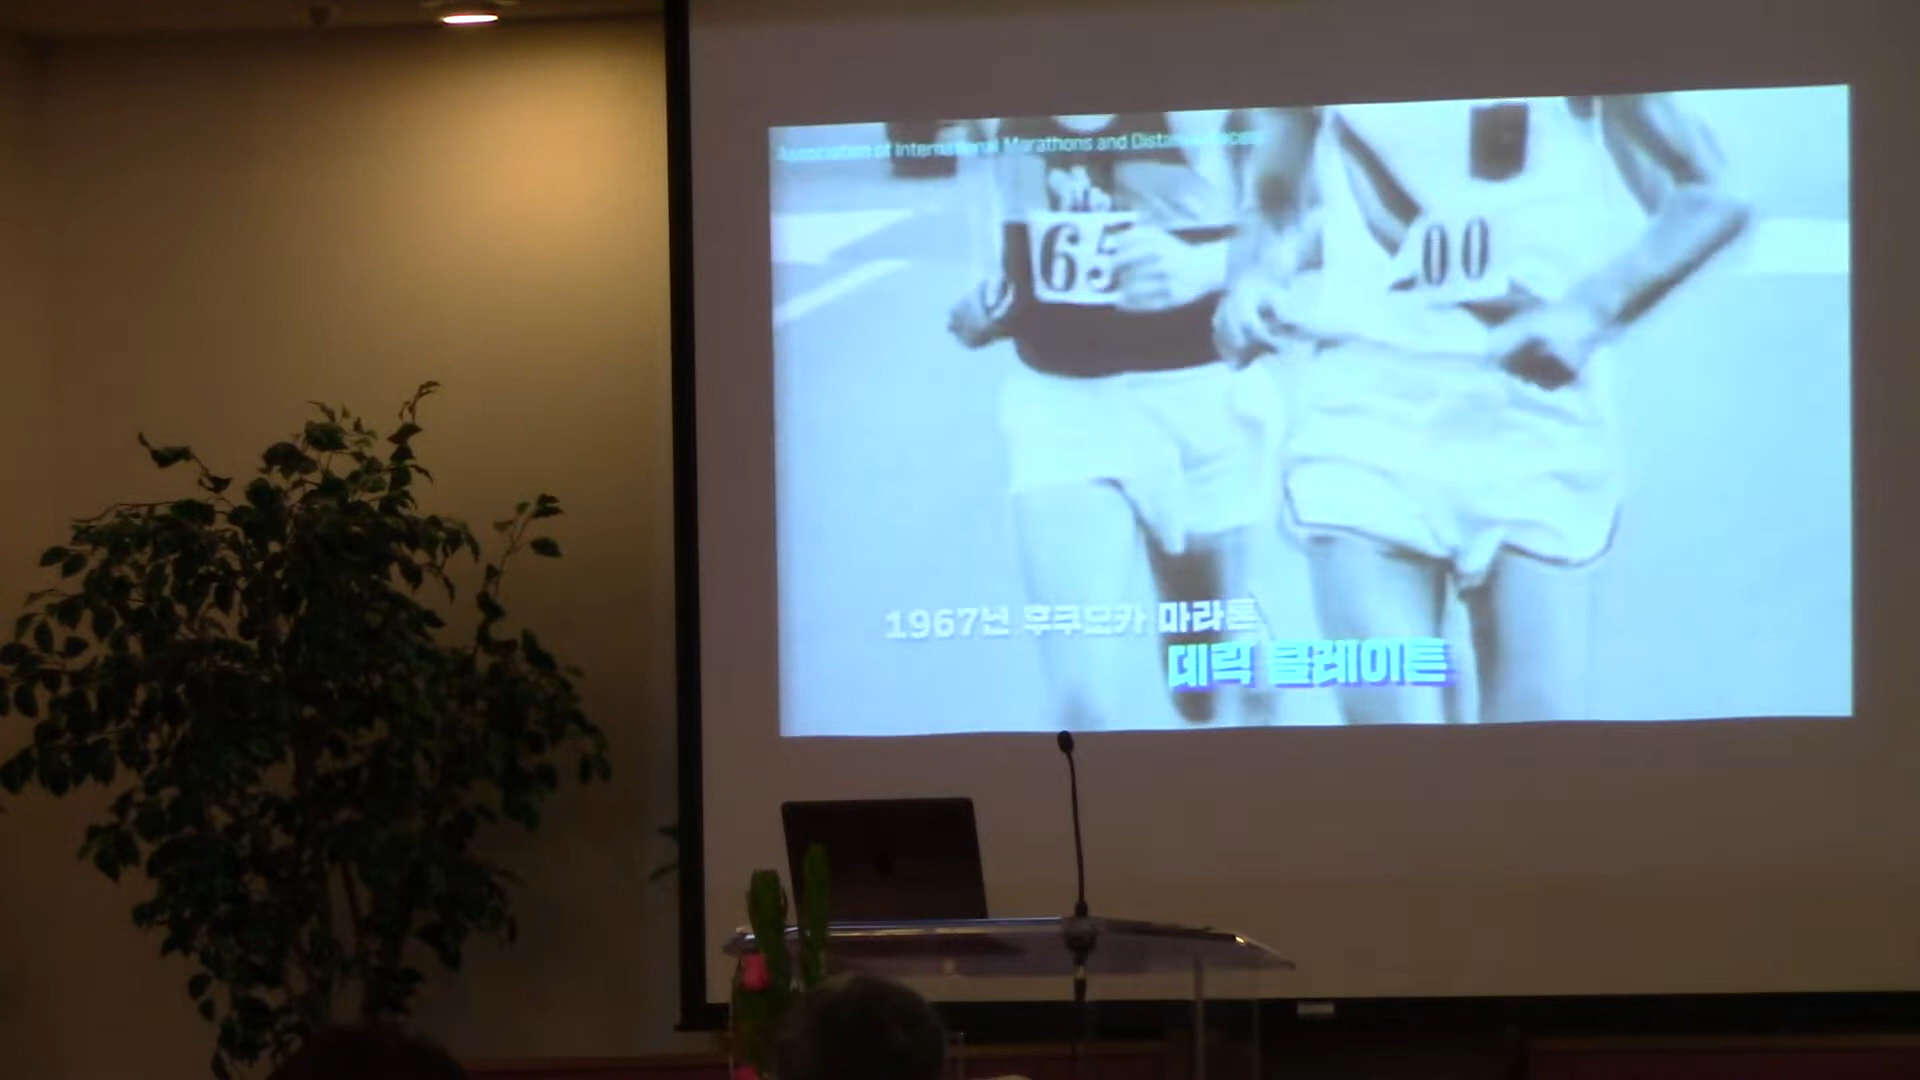 Association of International Marathons and Distance Races
65
00
1967년 후쿠오카 마라톤
데릭 클레이튼